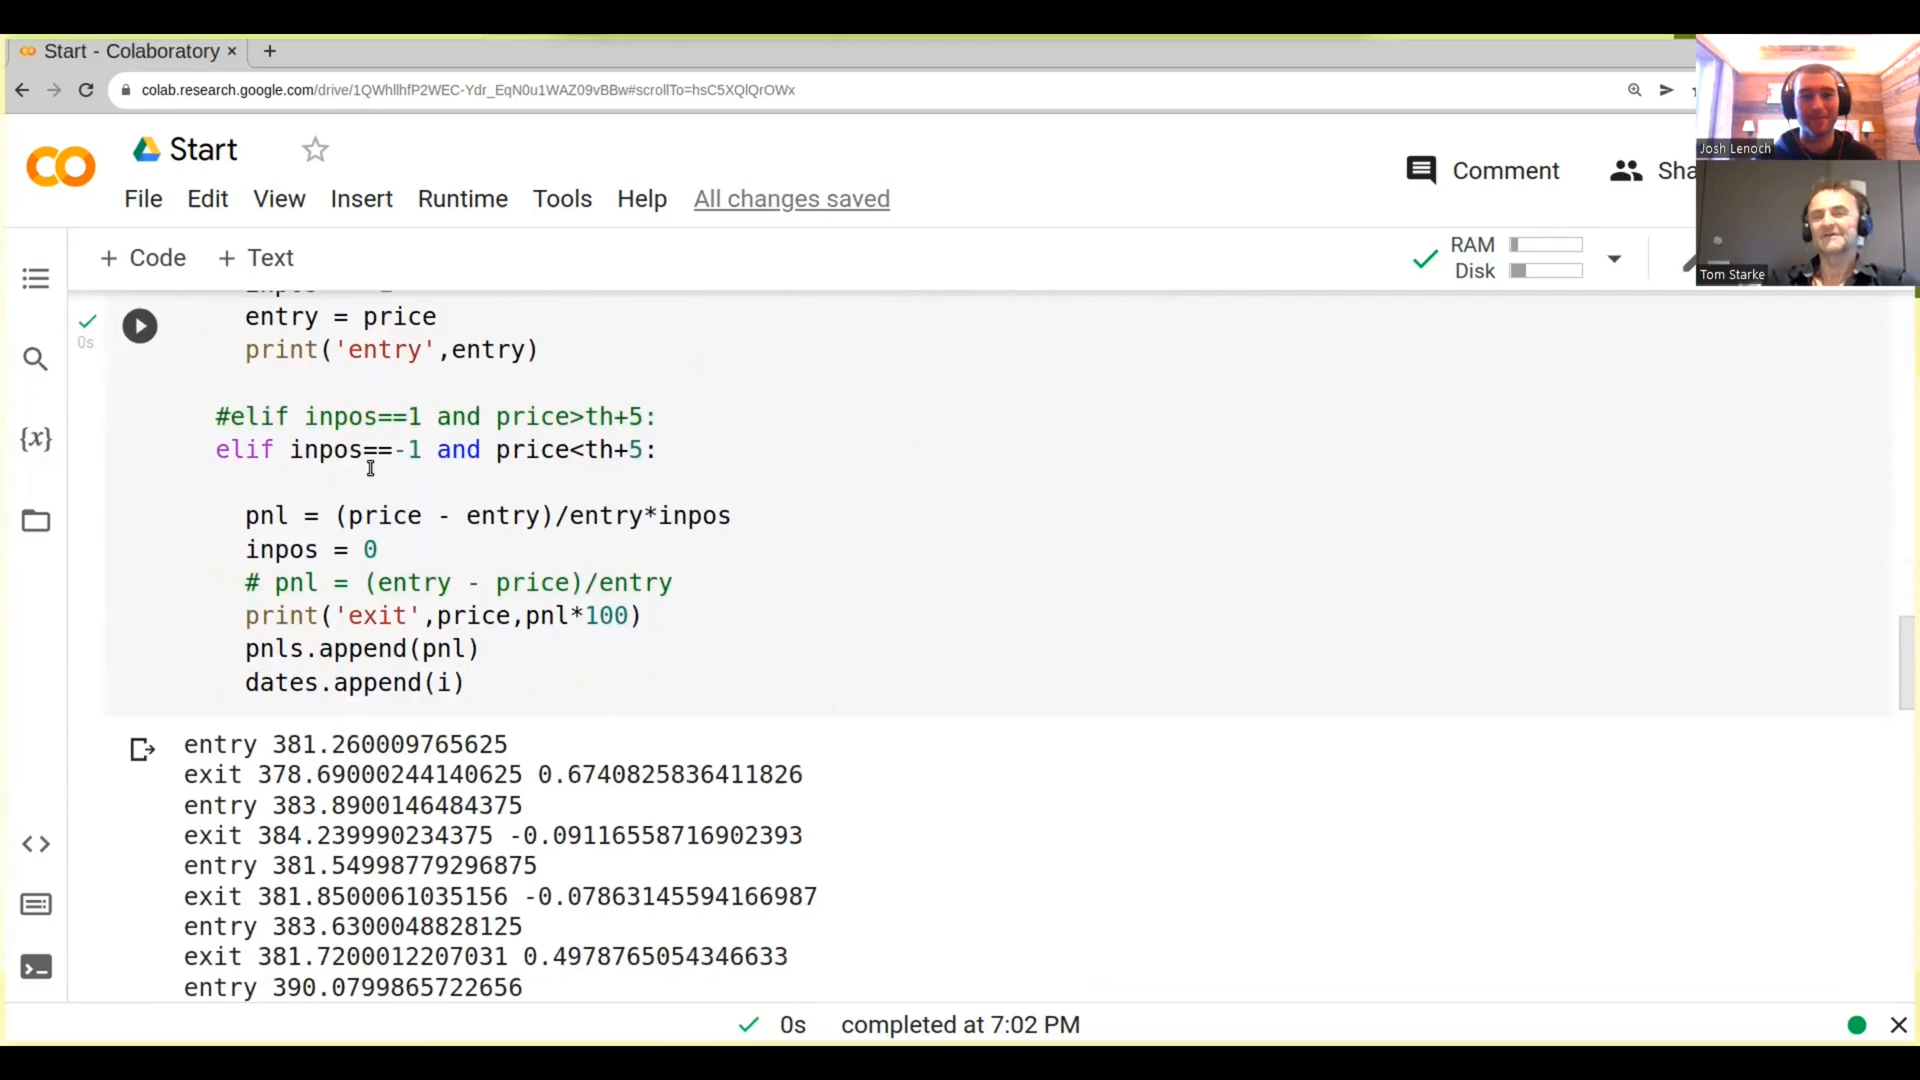 Start - Colaboratory × +
colab.research.google.com/drive/1QWhllhfP2WEC-Ydr_EqN0u1WAZ09vBBw#scrollTo=hsC5XQlQrOWx
Josh Lenoch
Tom Starke
Start
Comment
File Edit View Insert Runtime Tools Help All changes saved
+ Code + Text
RAM
Disk
0s
entry = price
print('entry',entry)
#elif inpos==1 and price>th+5:
elif inpos==-1 and price<th+5:
{x}
pnl = (price - entry)/entry*inpos
inpos = 0
# pnl = (entry - price)/entry
print('exit',price,pnl*100)
pnls.append(pnl)
dates.append(i)
entry 381.260009765625
exit 378.69000244140625 0.6740825836411826
entry 383.8900146484375
exit 384.239990234375 -0.09116558716902393
entry 381.54998779296875
exit 381.8500061035156 -0.07863145594166987
entry 383.6300048828125
exit 381.7200012207031 0.4978765054346633
entry 390.0799865722656
0s completed at 7:02 PM